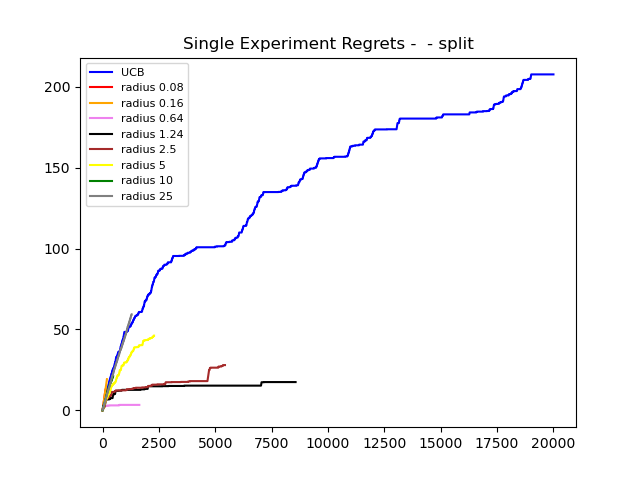 Single Experiment Regrets -  - split
UCB
radius 0.08
radius 0.16
radius 0.64
radius 1.24
radius 2.5
radius 5
radius 10
radius 25
200
150
100
50
0
0 2500 5000 7500 10000 12500 15000 17500 20000